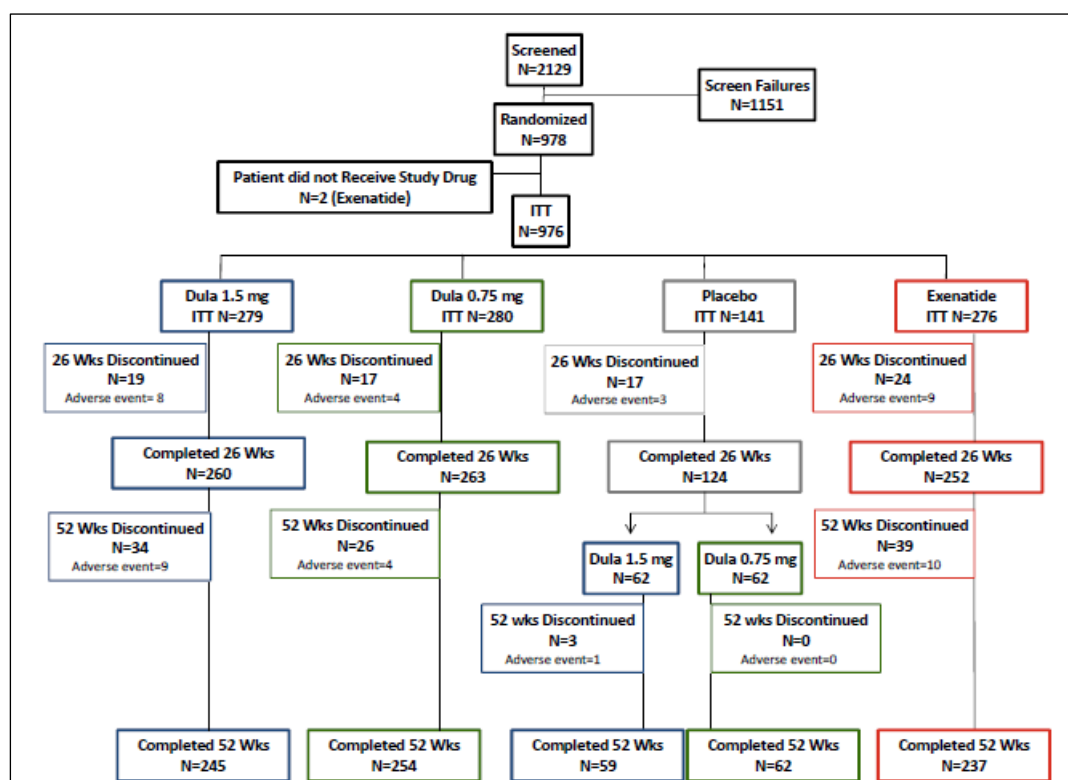 Screened
N=2129
Screen Failures
N=1151
Randomized
N=978
Patient did not Receive Study Drug
N=2 (Exenatide)
ITT
N=976
Dula 1.5 mg
ITT N=279
Dula 0.75 mg
ITT N=280
Placebo
ITT N=141
Exenatide
ITT N=276
26 Wks Discontinued
N=19
Adverse event= 8
26 Wks Discontinued
N=17
Adverse event=4
26 Wks Discontinued
N=17
Adverse event=3
26 Wks Discontinued
N=24
Adverse event=9
Completed 26 Wks
N=260
Completed 26 Wks
N=263
Completed 26 Wks
N=124
Completed 26 Wks
N=252
52 Wks Discontinued
N=34
Adverse event=9
52 Wks Discontinued
N=26
Adverse event=4
52 Wks Discontinued
N=39
Adverse event=10
Dula 1.5 mg
N=62
Dula 0.75 mg
N=62
52 wks Discontinued
N=3
Adverse event=1
52 wks Discontinued
N=0
Adverse event=0
Completed 52 Wks
N=245
Completed 52 Wks
N=254
Completed 52 Wks
N=59
Completed 52 Wks
N=62
Completed 52 Wks
N=237